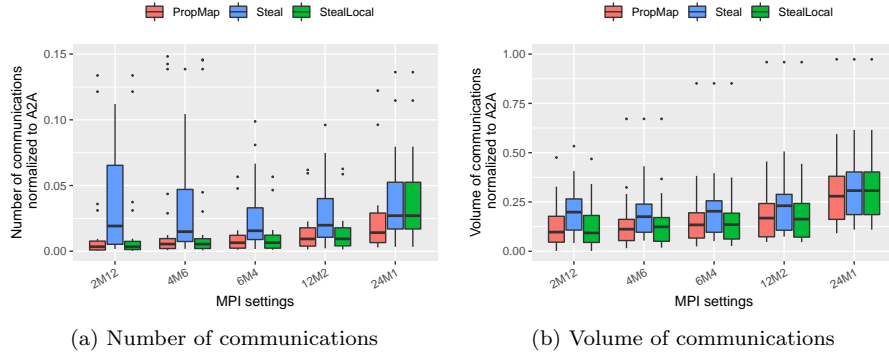 PropMap Steal StealLocal
Number of communications
normalized to A2A
0.15
0.10
0.05
0.00
2M12 4M6 6M4 12M2 24M1
MPI settings
(a) Number of communications
PropMap Steal StealLocal
Volume of communications
normalized to A2A
1.00
0.75
0.50
0.25
0.00
2M12 4M6 6M4 12M2 24M1
MPI settings
(b) Volume of communications